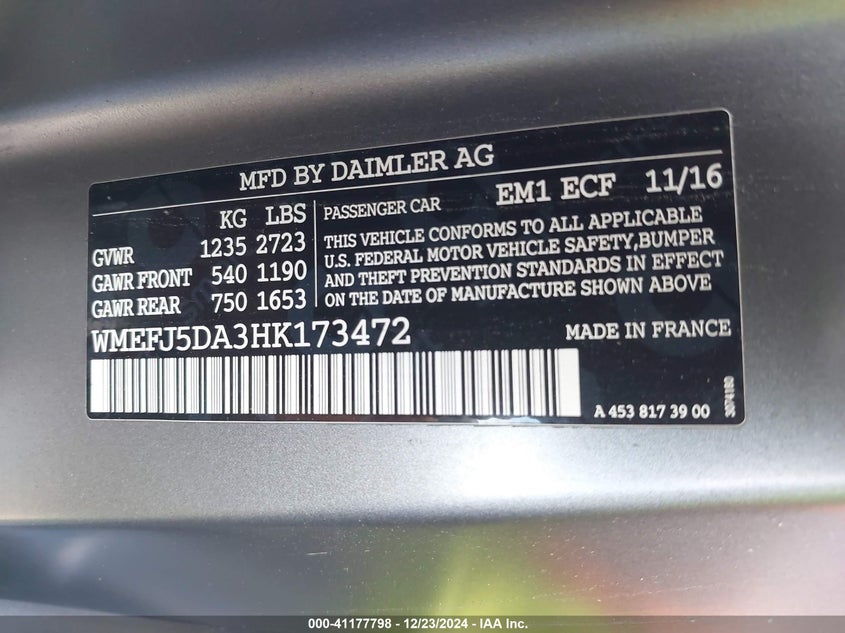 MFD BY DAIMLER AG
KG LBS
GVWR 1235 2723
GAWR FRONT 540 1190
GAWR REAR 750 1653
PASSENGER CAR EM1 ECF 11/16
THIS VEHICLE CONFORMS TO ALL APPLICABLE
U.S. FEDERAL MOTOR VEHICLE SAFETY,BUMPER
AND THEFT PREVENTION STANDARDS IN EFFECT
ON THE DATE OF MANUFACTURE SHOWN ABOVE
WMEFJ5DA3HK173472 MADE IN FRANCE
A 453 817 39 00
3074180
000-41177798 - 12/23/2024 - IAA Inc.